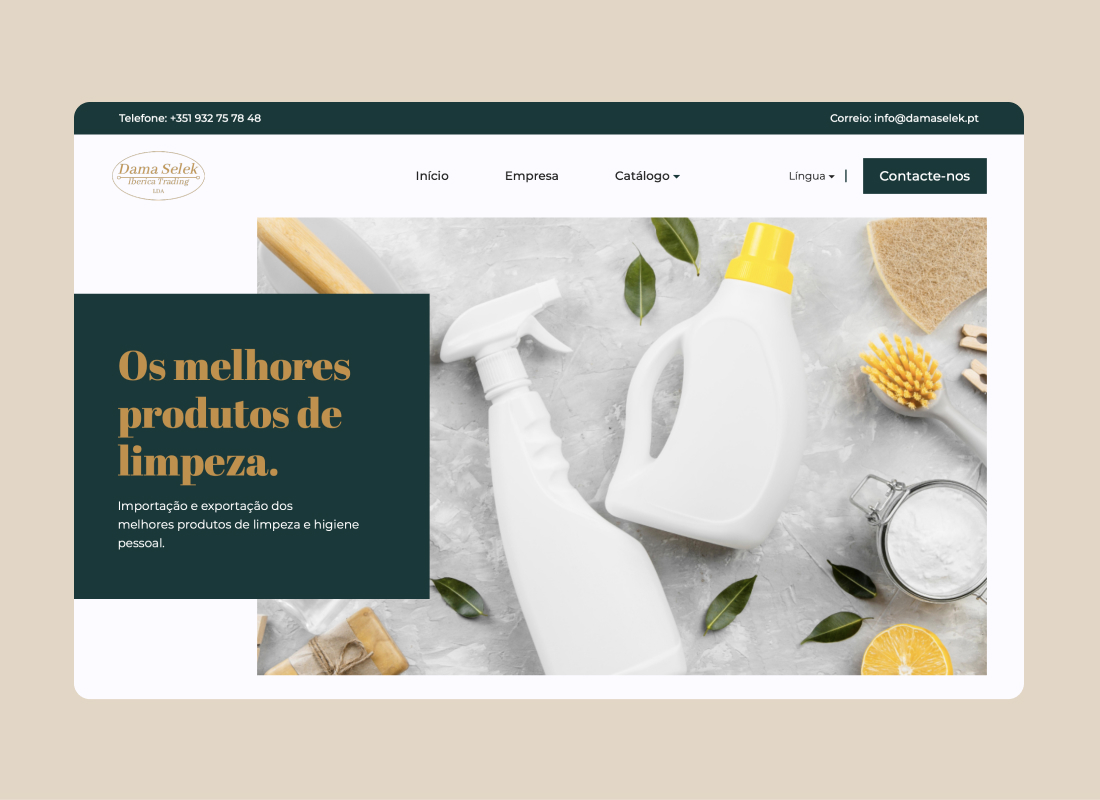 Telefone: +351 932 75 78 48
Correio: info@damaselek.pt
Dama Selek
Iberica Trading
LDA
Início
Empresa
Catálogo
Língua
Contacte-nos
Os melhores
produtos de
limpeza.
Importação e exportação dos
melhores produtos de limpeza e higiene
pessoal.